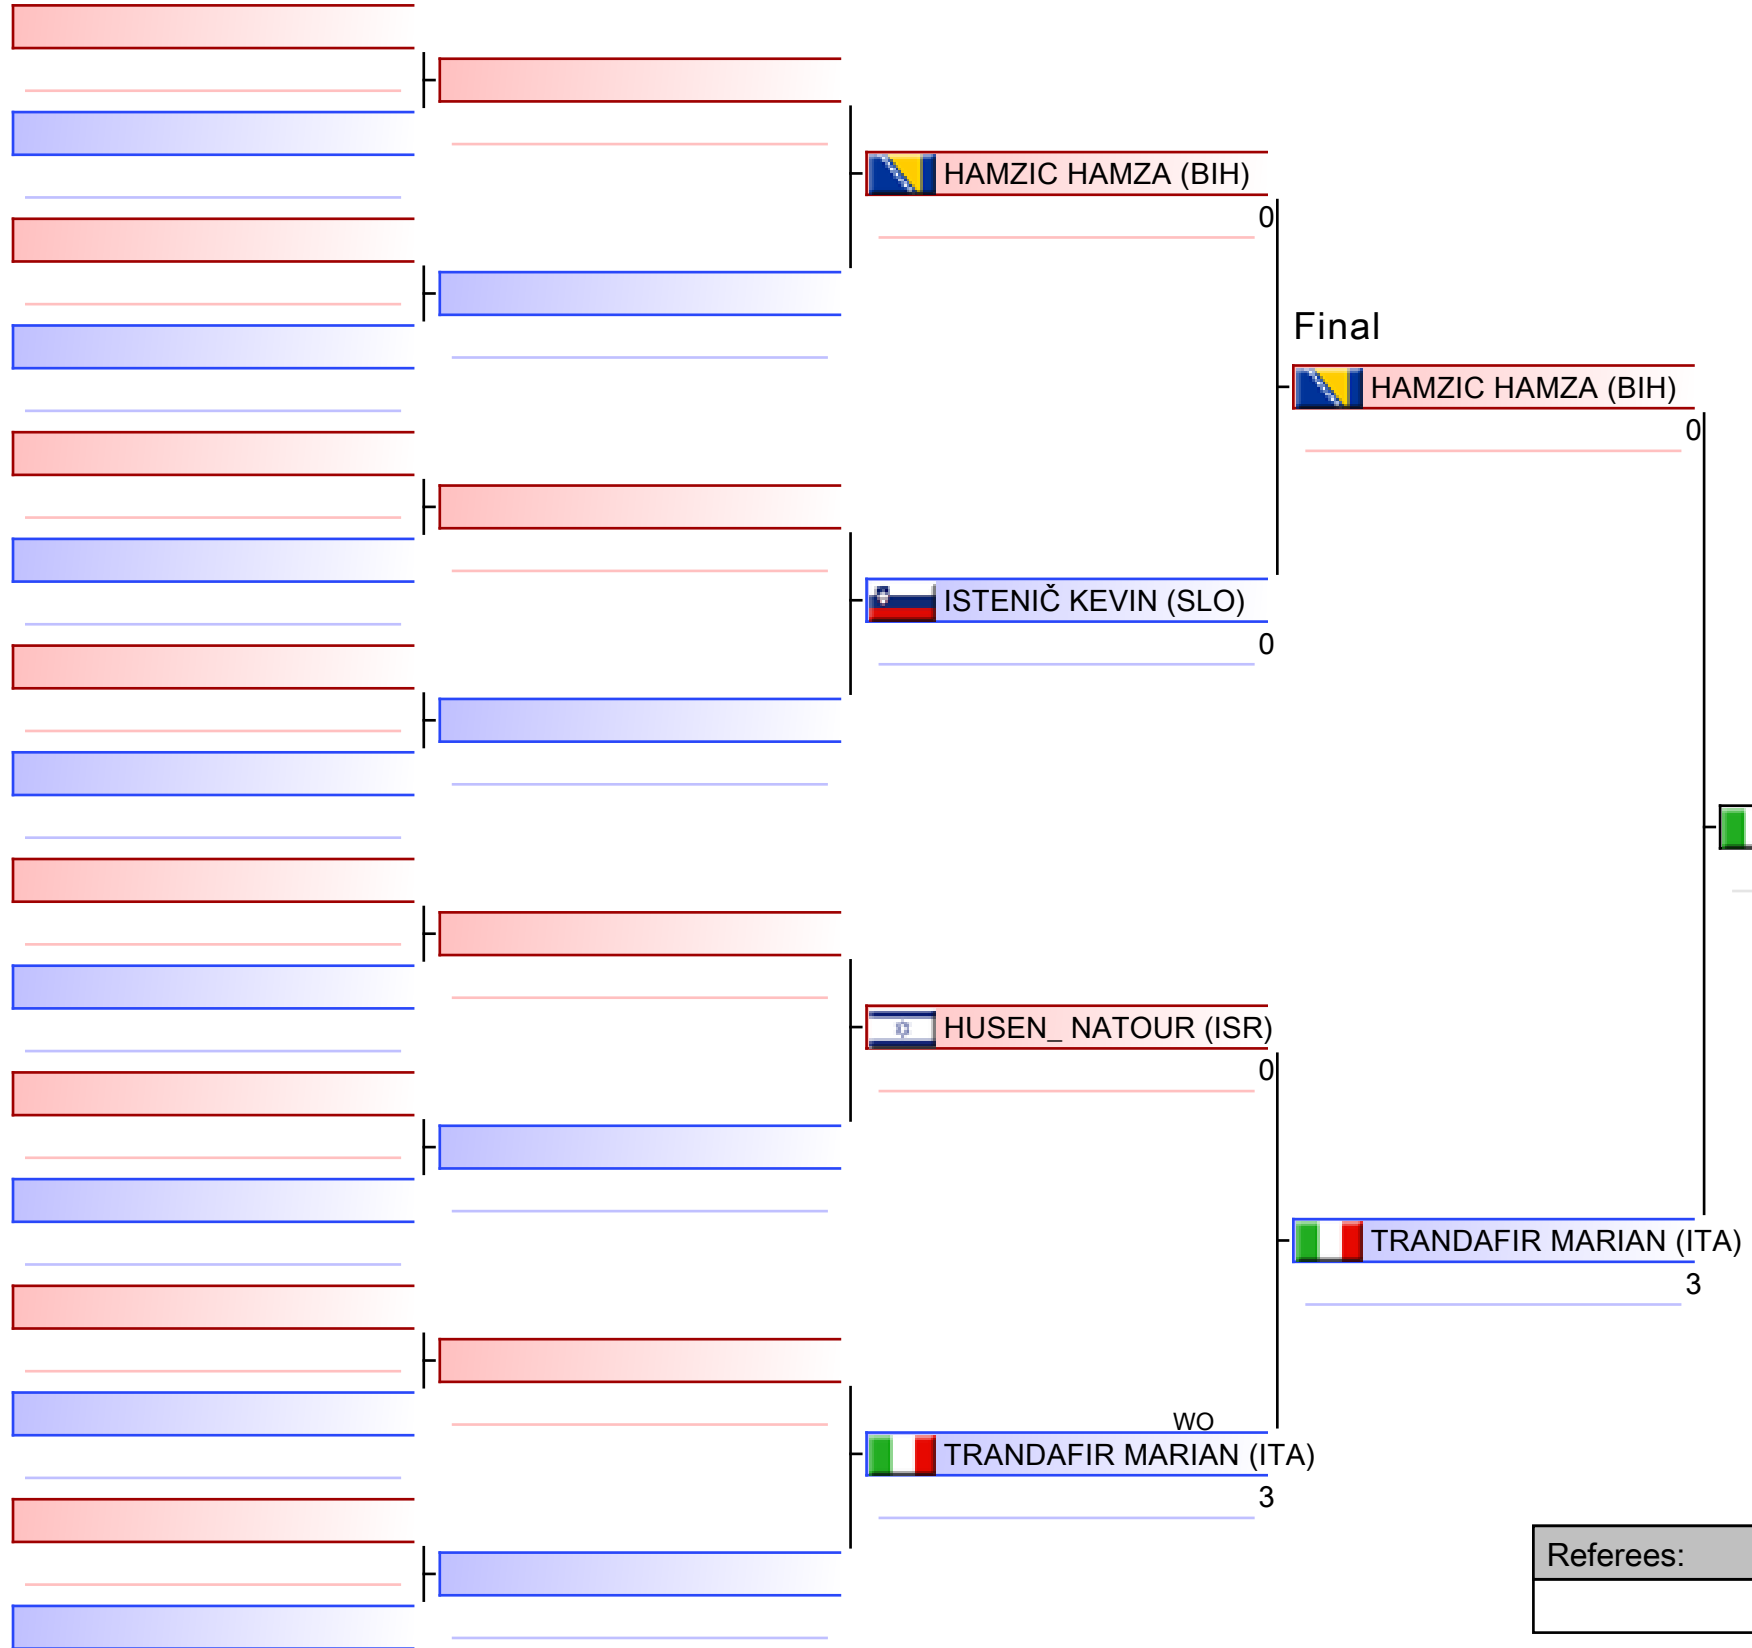 HAMZIC HAMZA (BIH)
0
Final
HAMZIC HAMZA (BIH)
0
ISTENIČ KEVIN (SLO)
0
HUSEN_ NATOUR (ISR)
0
TRANDAFIR MARIAN (ITA)
3
WO
TRANDAFIR MARIAN (ITA)
3
Referees: